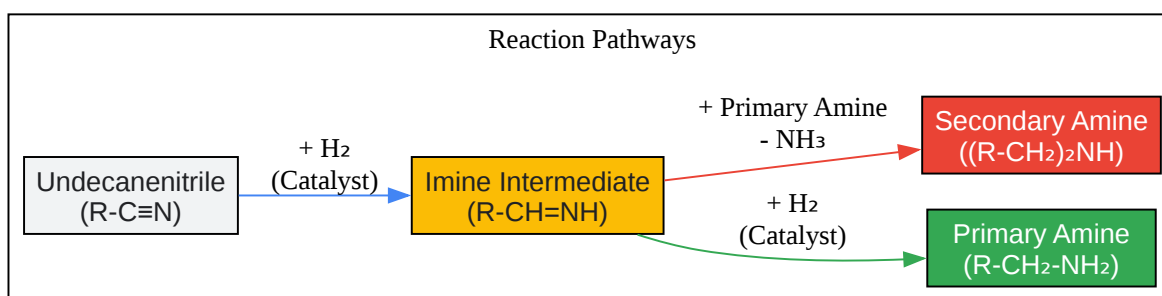 Reaction Pathways
+ Primary Amine
- NH₃
Secondary Amine
((R-CH₂)₂NH)
+ H₂
(Catalyst)
Undecanenitrile
(R-C≡N)
Imine Intermediate
(R-CH=NH)
+ H₂
(Catalyst)
Primary Amine
(R-CH₂-NH₂)